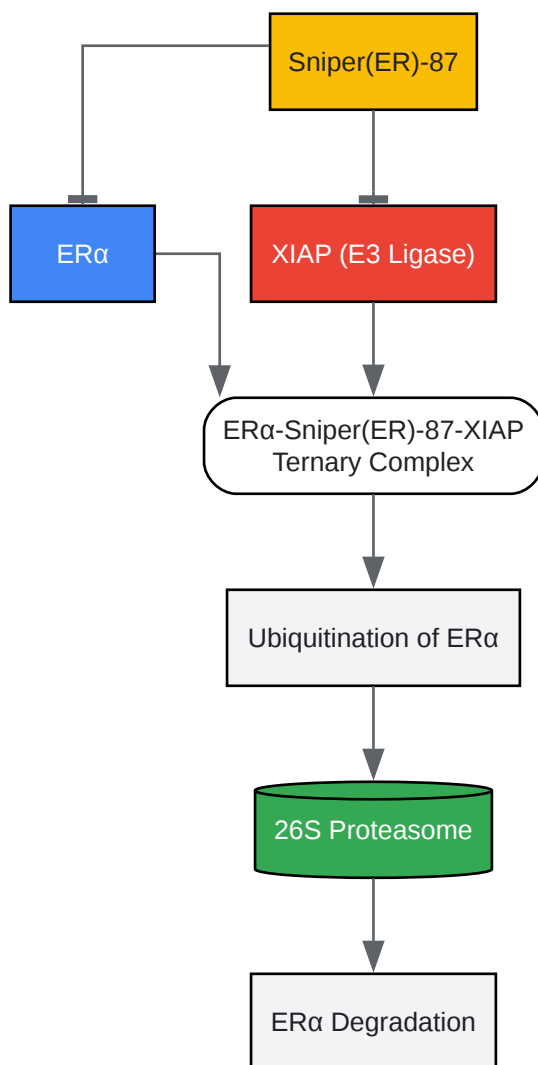 Sniper(ER)-87
ERα
XIAP (E3 Ligase)
ERα-Sniper(ER)-87-XIAP
Ternary Complex
Ubiquitination of ERα
26S Proteasome
ERα Degradation